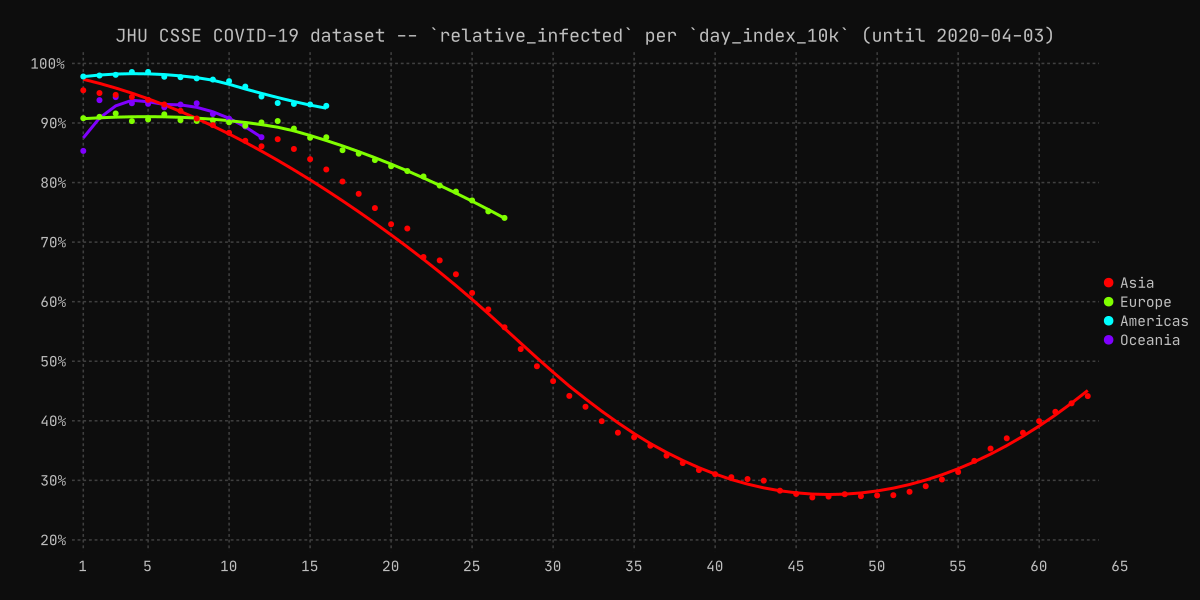 JHU CSSE COVID-19 dataset -- `relative_infected` per `day_index_10k` (until 2020-04-03)
100%
90%
80%
70%
60%
50%
40%
30%
20%
1 5 10 15 20 25 30 35 40 45 50 55 60 65
Asia
Europe
Americas
Oceania